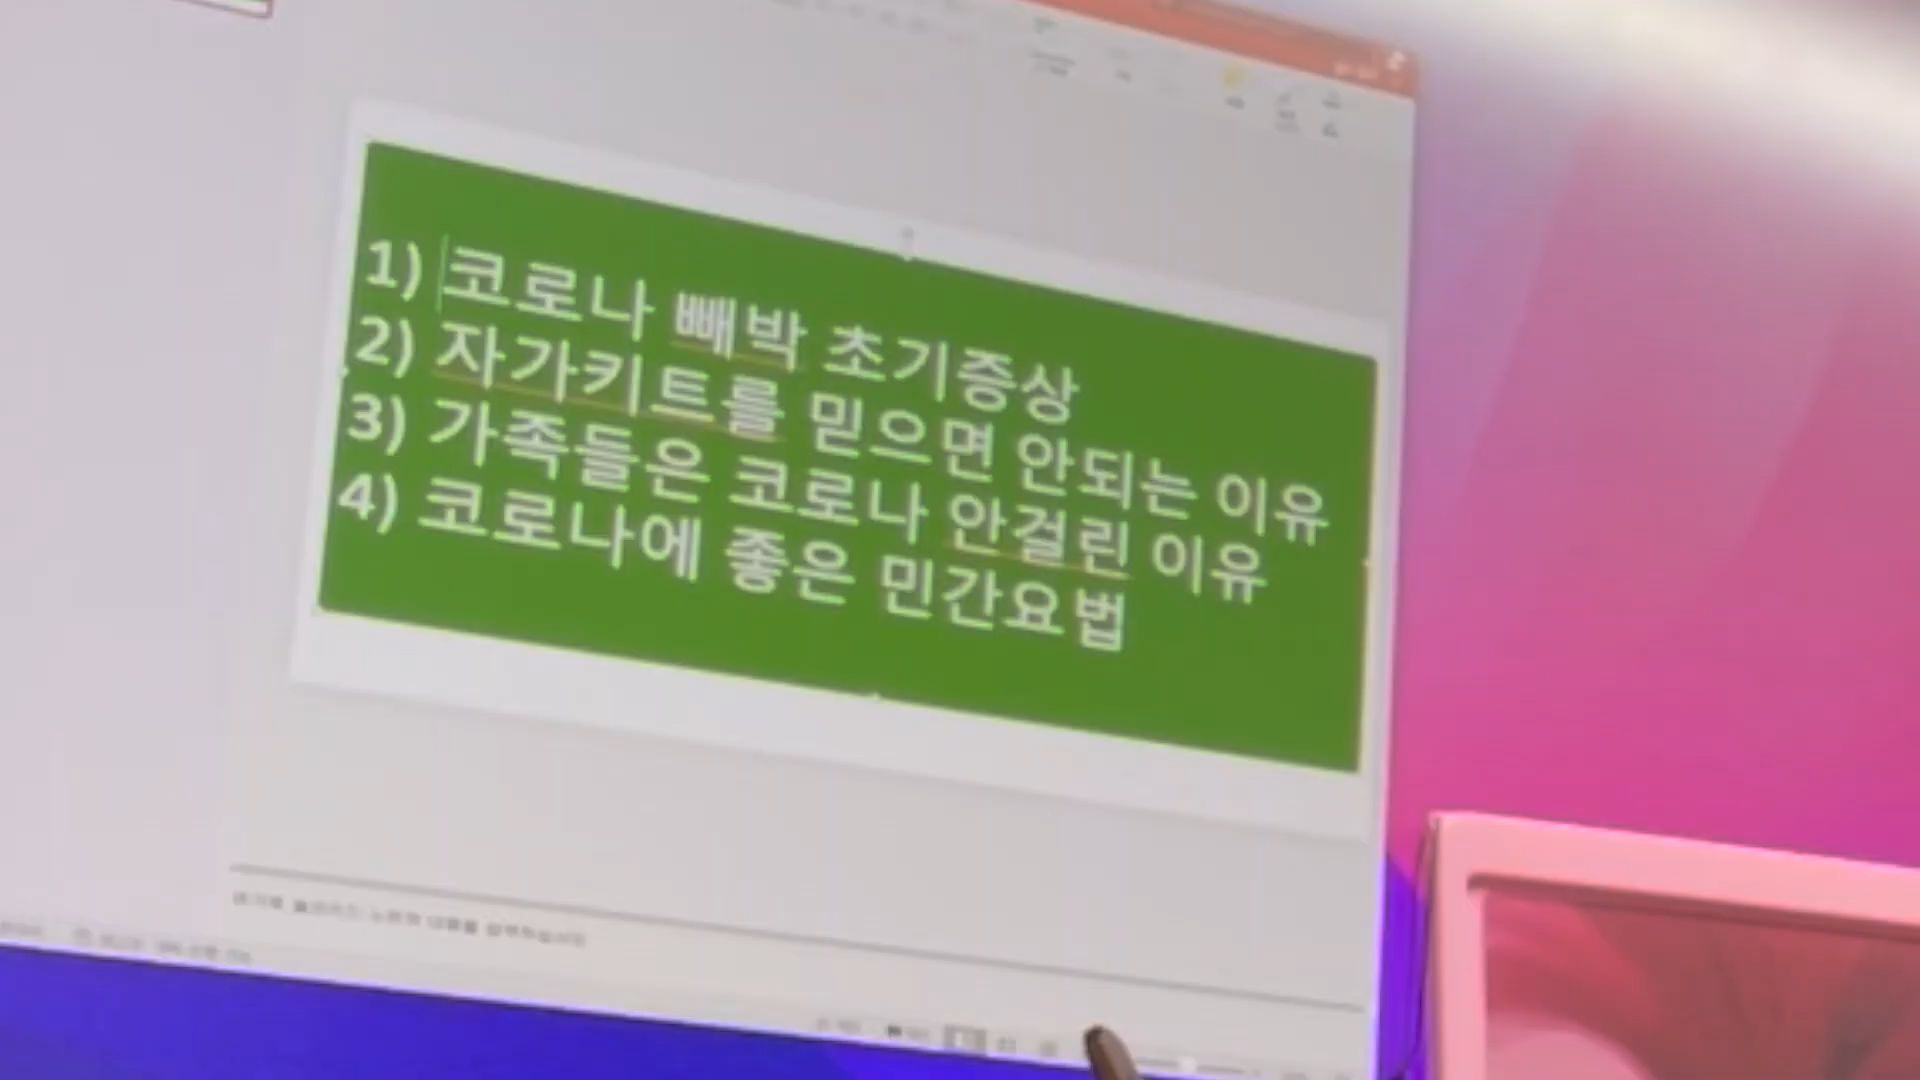 1) 코로나 빼박 초기증상
2) 자가키트를 믿으면 안되는 이유
3) 가족들은 코로나 안걸린 이유
4) 코로나에 좋은 민간요법